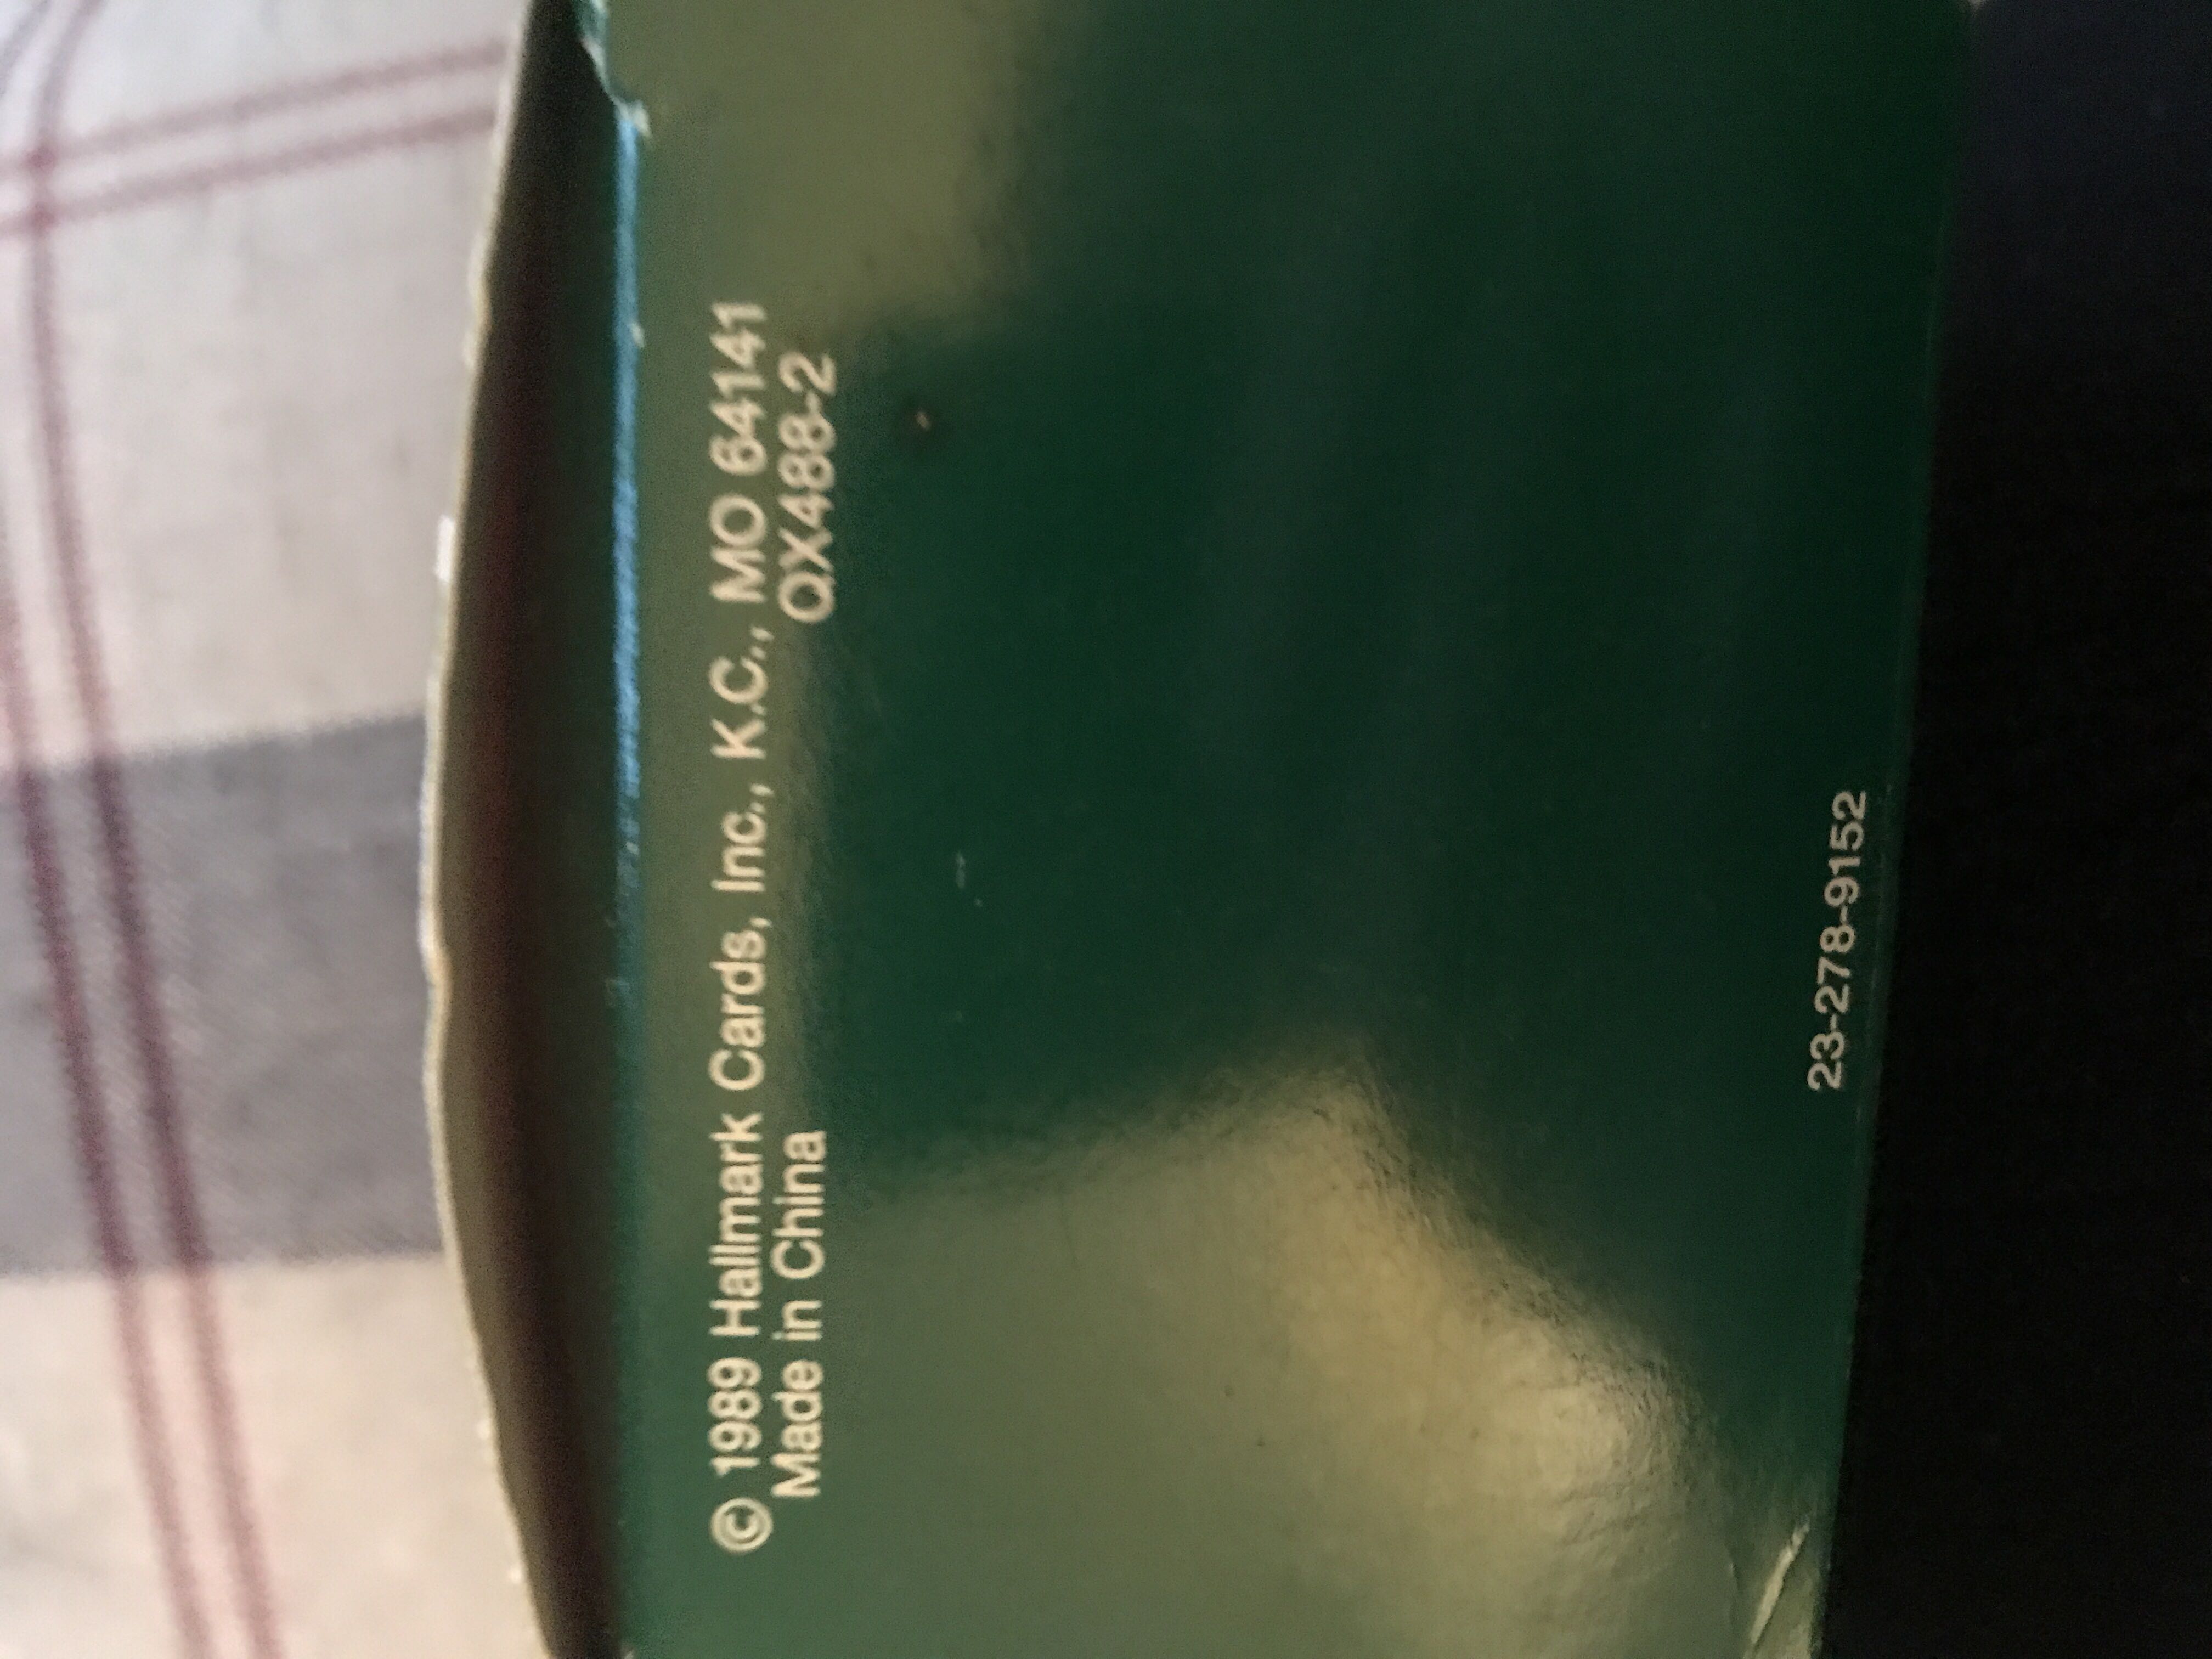 © 1989 Hallmark Cards, Inc., K.C., MO 64141
Made in China QX488-2
23-278-9152